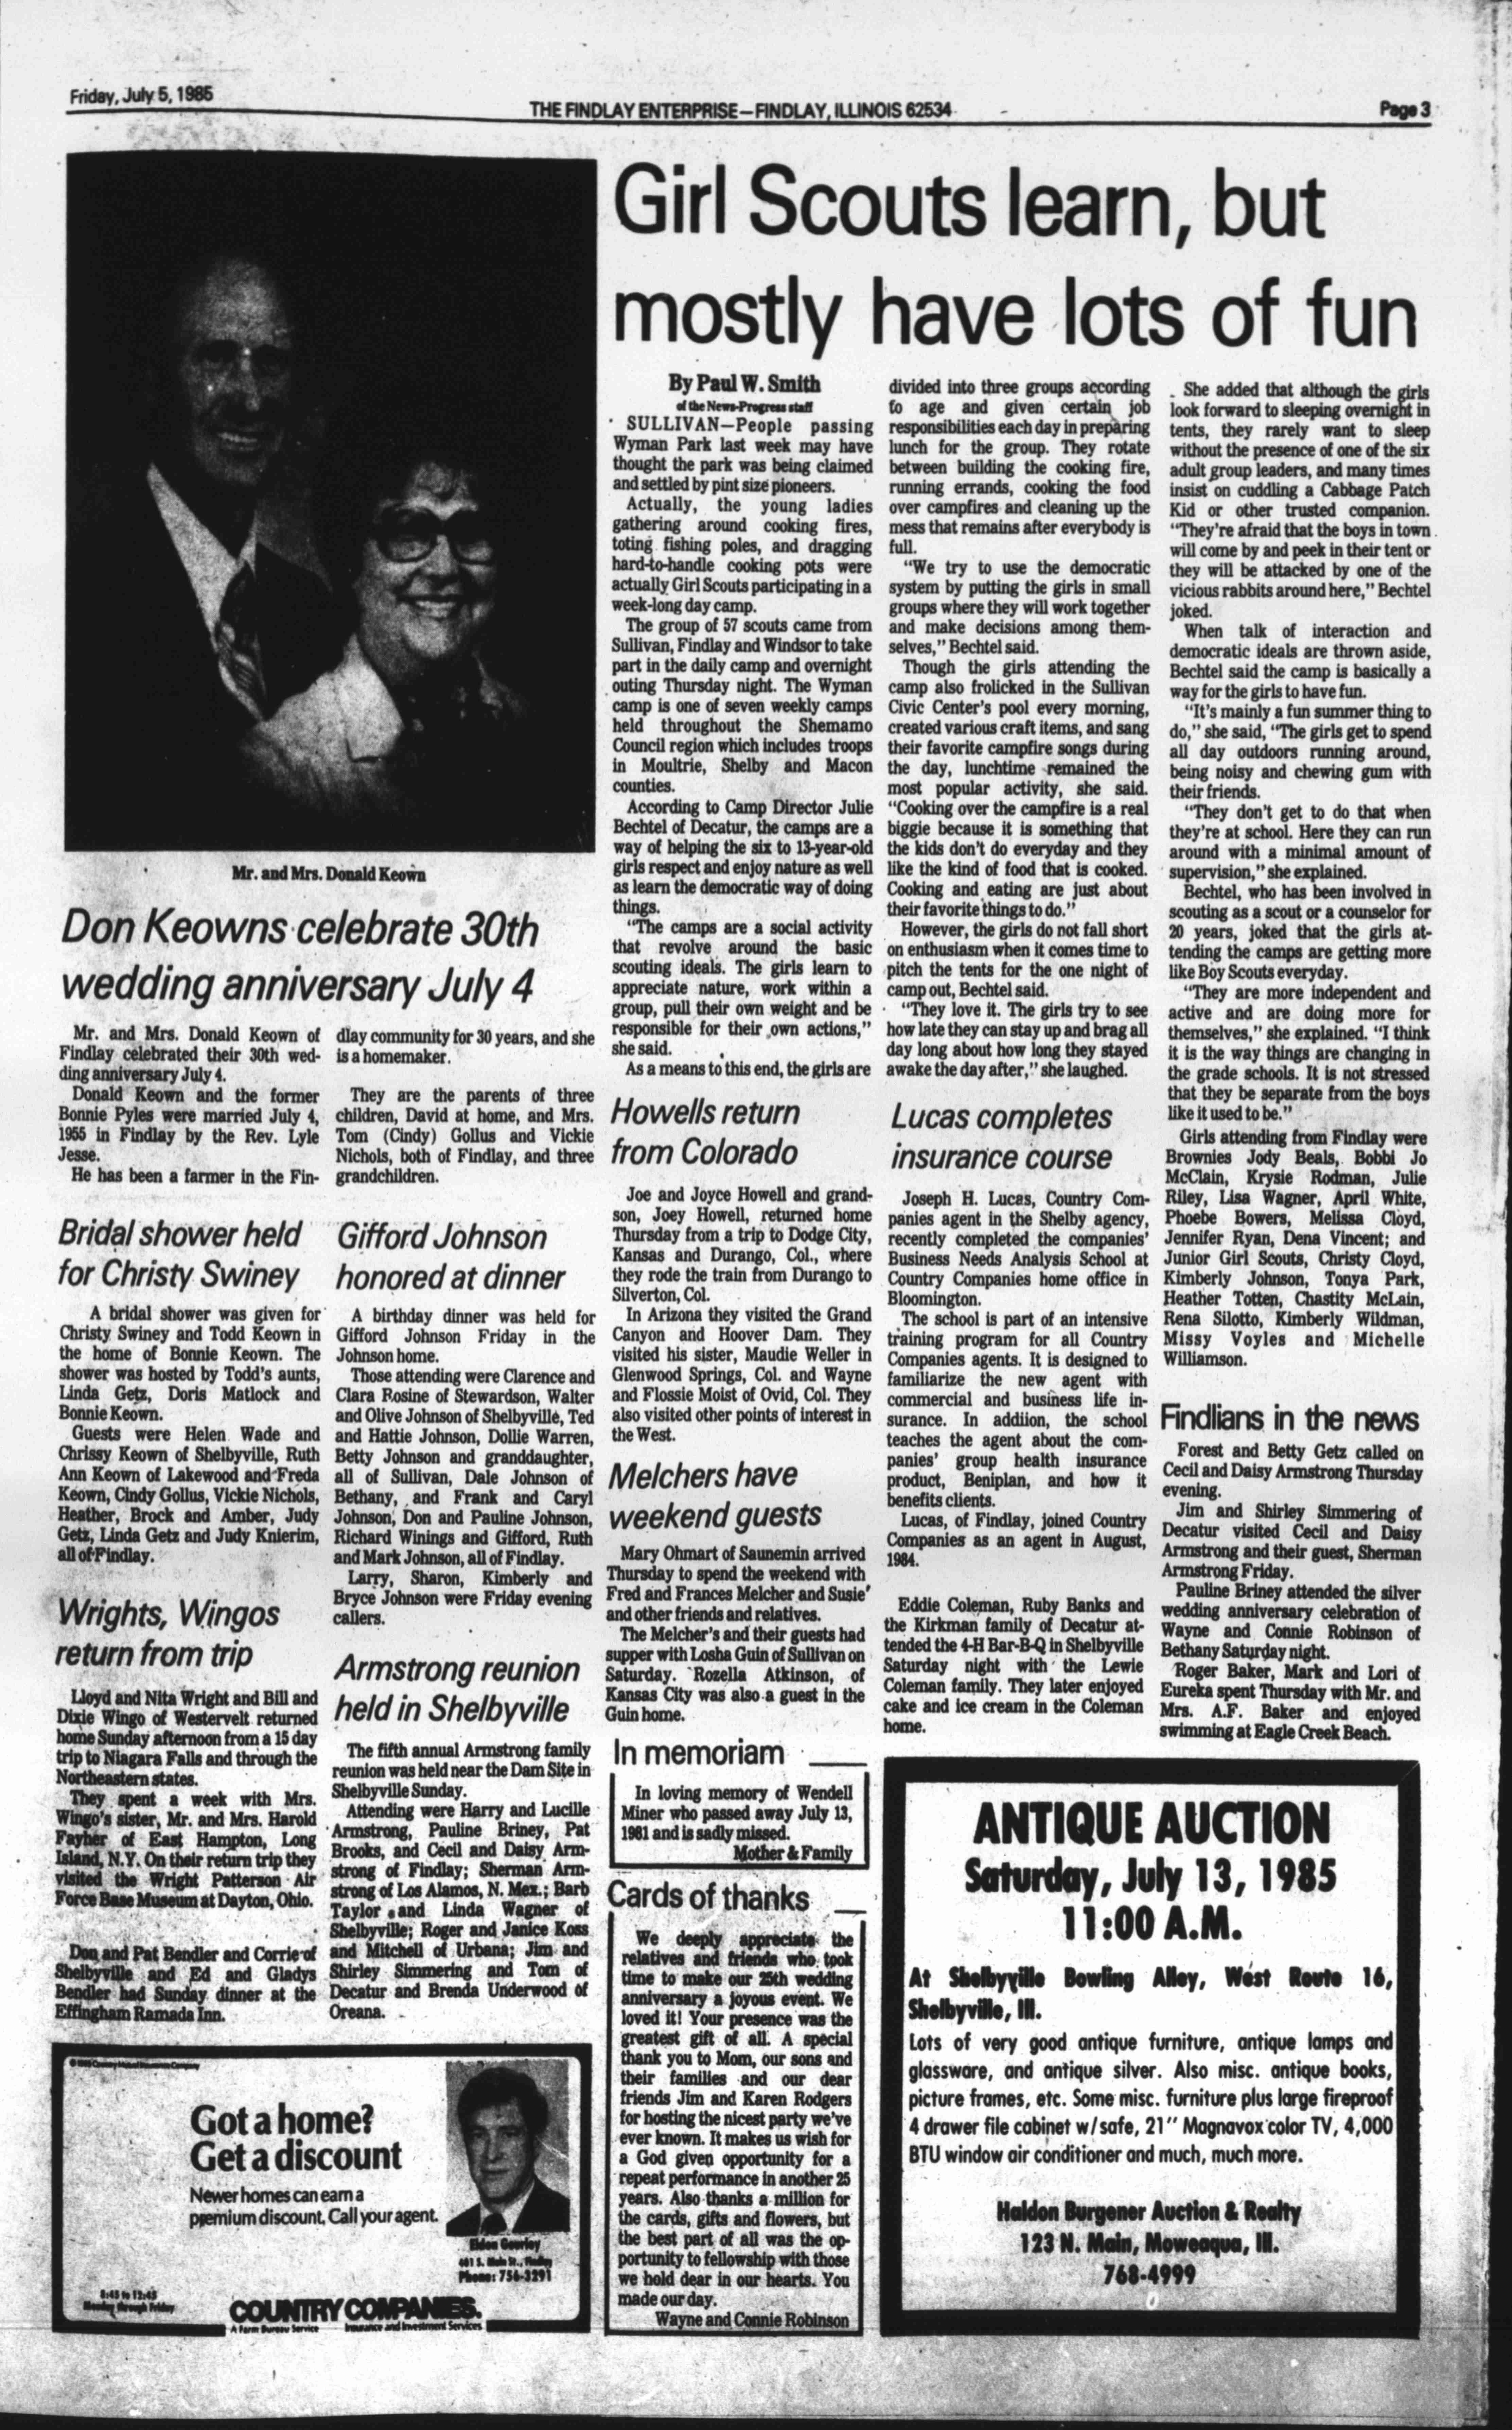 Friday, July 5, 1985
THE FINDLAY ENTERPRISE—FINDLAY, ILLINOIS 62534
Page 3
Mr. and Mrs. Donald Keown
Don Keowns celebrate 30th
wedding anniversary July 4
Mr. and Mrs. Donald Keown of
Findlay celebrated their 30th wed-
ding anniversary July 4.
Donald Keown and the former
Bonnie Pyles were married July 4,
1955 in Findlay by the Rev. Lyle
Jesse.
He has been a farmer in the Fin-
dlay community for 30 years, and she
is a homemaker.
They are the parents of three
children, David at home, and Mrs.
Tom (Cindy) Gollus and Vickie
Nichols, both of Findlay, and three
grandchildren.
Bridal shower held
for Christy Swiney
A bridal shower was given for
Christy Swiney and Todd Keown in
the home of Bonnie Keown. The
shower was hosted by Todd's aunts,
Linda Getz, Doris Matlock and
Bonnie Keown.
Guests were Helen Wade and
Chrissy Keown of Shelbyville, Ruth
Ann Keown of Lakewood and Freda
Keown, Cindy Gollus, Vickie Nichols,
Heather, Brock and Amber, Judy
Getz, Linda Getz and Judy Knierim,
all of Findlay.
Wrights, Wingos
return from trip
Lloyd and Nita Wright and Bill and
Dixie Wingo of Westervelt returned
home Sunday afternoon from a 15 day
trip to Niagara Falls and through the
Northeastern states.
They spent a week with Mrs.
Wingo's sister, Mr. and Mrs. Harold
Fayher of East Hampton, Long
Island, N.Y. On their return trip they
visited the Wright Patterson Air
Force Base Museum at Dayton, Ohio.
Don and Pat Bendler and Corrie of
Shelbyville and Ed and Gladys
Bendler had Sunday dinner at the
Effingham Ramada Inn.
Gifford Johnson
honored at dinner
A birthday dinner was held for
Gifford Johnson Friday in the
Johnson home.
Those attending were Clarence and
Clara Rosine of Stewardson, Walter
and Olive Johnson of Shelbyville, Ted
and Hattie Johnson, Dollie Warren,
Betty Johnson and granddaughter,
all of Sullivan, Dale Johnson of
Bethany, and Frank and Caryl
Johnson, Don and Pauline Johnson,
Richard Winings and Gifford, Ruth
and Mark Johnson, all of Findlay.
Larry, Sharon, Kimberly and
Bryce Johnson were Friday evening
callers.
Armstrong reunion
held in Shelbyville
The fifth annual Armstrong family
reunion was held near the Dam Site in
Shelbyville Sunday.
Attending were Harry and Lucille
Armstrong, Pauline Briney, Pat
Brooks, and Cecil and Daisy Arm-
strong of Findlay; Sherman Arm-
strong of Los Alamos, N. Mex.; Barb
Taylor and Linda Wagner of
Shelbyville; Roger and Janice Koss
and Mitchell of Urbana; Jim and
Shirley Simmering and Tom of
Decatur and Brenda Underwood of
Oreana.
Got a home?
Get a discount
Newer homes can earn a
premium discount. Call your agent.
Eldon Gourley
461 S. Main St., Findlay
Phone: 756-3291
8:45 to 12:45
Monday through Friday
COUNTRY COMPANIES.
A Farm Bureau Service
Insurance and Investment Services
Girl Scouts learn, but
mostly have lots of fun
By Paul W. Smith
of the News-Progress staff
SULLIVAN—People passing
Wyman Park last week may have
thought the park was being claimed
and settled by pint size pioneers.
Actually, the young ladies
gathering around cooking fires,
toting fishing poles, and dragging
hard-to-handle cooking pots were
actually Girl Scouts participating in a
week-long day camp.
The group of 57 scouts came from
Sullivan, Findlay and Windsor to take
part in the daily camp and overnight
outing Thursday night. The Wyman
camp is one of seven weekly camps
held throughout the Shemamo
Council region which includes troops
in Moultrie, Shelby and Macon
counties.
According to Camp Director Julie
Bechtel of Decatur, the camps are a
way of helping the six to 13-year-old
girls respect and enjoy nature as well
as learn the democratic way of doing
things.
"The camps are a social activity
that revolve around the basic
scouting ideals. The girls learn to
appreciate nature, work within a
group, pull their own weight and be
responsible for their own actions,"
she said.
As a means to this end, the girls are
divided into three groups according
to age and given certain job
responsibilities each day in preparing
lunch for the group. They rotate
between building the cooking fire,
running errands, cooking the food
over campfires and cleaning up the
mess that remains after everybody is
full.
"We try to use the democratic
system by putting the girls in small
groups where they will work together
and make decisions among them-
selves," Bechtel said.
Though the girls attending the
camp also frolicked in the Sullivan
Civic Center's pool every morning,
created various craft items, and sang
their favorite campfire songs during
the day, lunchtime remained the
most popular activity, she said.
"Cooking over the campfire is a real
biggie because it is something that
the kids don't do everyday and they
like the kind of food that is cooked.
Cooking and eating are just about
their favorite things to do."
However, the girls do not fall short
on enthusiasm when it comes time to
pitch the tents for the one night of
camp out, Bechtel said.
"They love it. The girls try to see
how late they can stay up and brag all
day long about how long they stayed
awake the day after," she laughed.
She added that although the girls
look forward to sleeping overnight in
tents, they rarely want to sleep
without the presence of one of the six
adult group leaders, and many times
insist on cuddling a Cabbage Patch
Kid or other trusted companion.
"They're afraid that the boys in town
will come by and peek in their tent or
they will be attacked by one of the
vicious rabbits around here," Bechtel
joked.
When talk of interaction and
democratic ideals are thrown aside,
Bechtel said the camp is basically a
way for the girls to have fun.
"It's mainly a fun summer thing to
do," she said, "The girls get to spend
all day outdoors running around,
being noisy and chewing gum with
their friends.
"They don't get to do that when
they're at school. Here they can run
around with a minimal amount of
supervision," she explained.
Bechtel, who has been involved in
scouting as a scout or a counselor for
20 years, joked that the girls at-
tending the camps are getting more
like Boy Scouts everyday.
"They are more independent and
active and are doing more for
themselves," she explained. "I think
it is the way things are changing in
the grade schools. It is not stressed
that they be separate from the boys
like it used to be."
Girls attending from Findlay were
Brownies Jody Beals, Bobbi Jo
McClain, Krysie Rodman, Julie
Riley, Lisa Wagner, April White,
Phoebe Bowers, Melissa Cloyd,
Jennifer Ryan, Dena Vincent; and
Junior Girl Scouts, Christy Cloyd,
Kimberly Johnson, Tonya Park,
Heather Totten, Chastity McLain,
Rena Silotto, Kimberly Wildman,
Missy Voyles and Michelle
Williamson.
Howells return
from Colorado
Joe and Joyce Howell and grand-
son, Joey Howell, returned home
Thursday from a trip to Dodge City,
Kansas and Durango, Col., where
they rode the train from Durango to
Silverton, Col.
In Arizona they visited the Grand
Canyon and Hoover Dam. They
visited his sister, Maudie Weller in
Glenwood Springs, Col. and Wayne
and Flossie Moist of Ovid, Col. They
also visited other points of interest in
the West.
Melchers have
weekend guests
Mary Ohmart of Saunemin arrived
Thursday to spend the weekend with
Fred and Frances Melcher and Susie
and other friends and relatives.
The Melcher's and their guests had
supper with Losha Guin of Sullivan on
Saturday. Rozella Atkinson, of
Kansas City was also a guest in the
Guin home.
In memoriam
In loving memory of Wendell
Miner who passed away July 13,
1981 and is sadly missed.
Mother & Family
Cards of thanks
We deeply appreciate the
relatives and friends who took
time to make our 25th wedding
anniversary a joyous event. We
loved it! Your presence was the
greatest gift of all. A special
thank you to Mom, our sons and
their families and our dear
friends Jim and Karen Rodgers
for hosting the nicest party we've
ever known. It makes us wish for
a God given opportunity for a
repeat performance in another 25
years. Also thanks a million for
the cards, gifts and flowers, but
the best part of all was the op-
portunity to fellowship with those
we hold dear in our hearts. You
made our day.
Wayne and Connie Robinson
Lucas completes
insurance course
Joseph H. Lucas, Country Com-
panies agent in the Shelby agency,
recently completed the companies'
Business Needs Analysis School at
Country Companies home office in
Bloomington.
The school is part of an intensive
training program for all Country
Companies agents. It is designed to
familiarize the new agent with
commercial and business life in-
surance. In addiion, the school
teaches the agent about the com-
panies' group health insurance
product, Beniplan, and how it
benefits clients.
Lucas, of Findlay, joined Country
Companies as an agent in August,
1984.
Eddie Coleman, Ruby Banks and
the Kirkman family of Decatur at-
tended the 4-H Bar-B-Q in Shelbyville
Saturday night with the Lewie
Coleman family. They later enjoyed
cake and ice cream in the Coleman
home.
Findlians in the news
Forest and Betty Getz called on
Cecil and Daisy Armstrong Thursday
evening.
Jim and Shirley Simmering of
Decatur visited Cecil and Daisy
Armstrong and their guest, Sherman
Armstrong Friday.
Pauline Briney attended the silver
wedding anniversary celebration of
Wayne and Connie Robinson of
Bethany Saturday night.
Roger Baker, Mark and Lori of
Eureka spent Thursday with Mr. and
Mrs. A.F. Baker and enjoyed
swimming at Eagle Creek Beach.
ANTIQUE AUCTION
Saturday, July 13, 1985
11:00 A.M.
At Shelbyville Bowling Alley, West Route 16,
Shelbyville, Ill.
Lots of very good antique furniture, antique lamps and
glassware, and antique silver. Also misc. antique books,
picture frames, etc. Some misc. furniture plus large fireproof
4 drawer file cabinet w/safe, 21" Magnavox color TV, 4,000
BTU window air conditioner and much, much more.
Haldon Burgener Auction & Realty
123 N. Main, Moweaqua, Ill.
768-4999